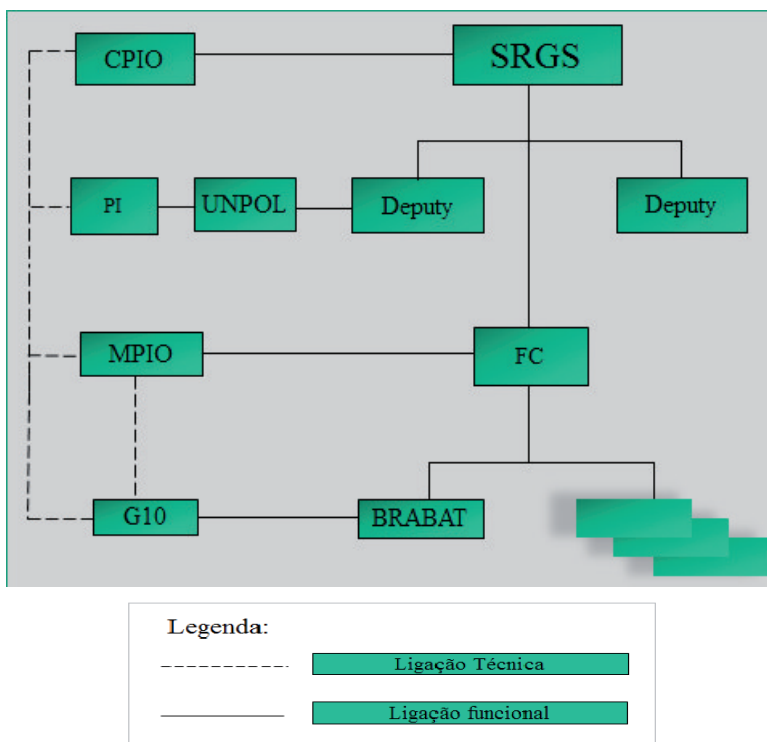 CPIO
SRGS
PI
UNPOL
Deputy
Deputy
MPIO
FC
G10
BRABAT
Legenda:
Ligação Técnica
Ligação funcional